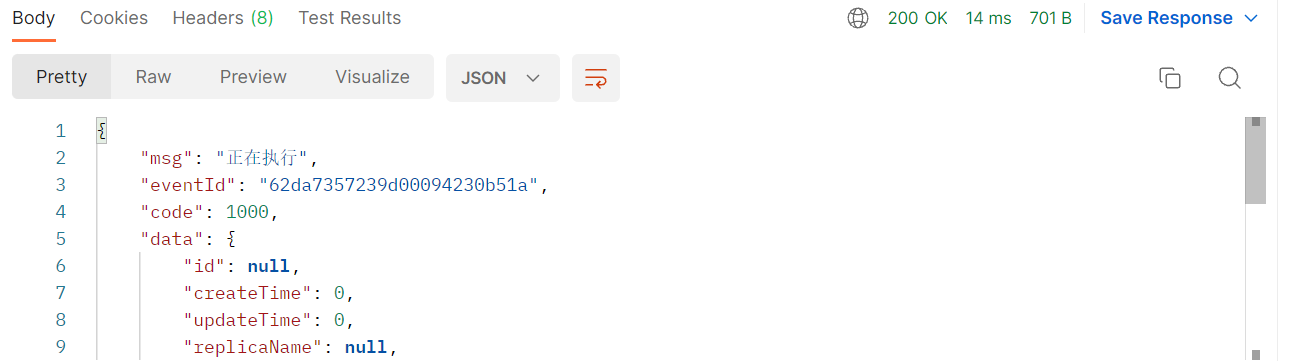 Body Cookies Headers (8) Test Results 200 OK 14 ms 701 B Save Response
Pretty Raw Preview Visualize JSON
1 {
2 "msg": "正在执行",
3 "eventId": "62da7357239d00094230b51a",
4 "code": 1000,
5 "data": {
6 "id": null,
7 "createTime": 0,
8 "updateTime": 0,
9 "replicaName": null,